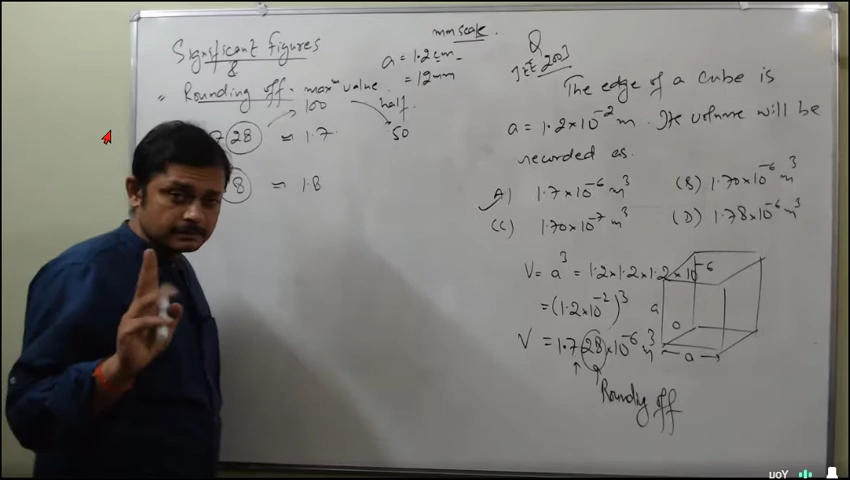 Significant Figures
&
Rounding off.
maxᵐ value
100
half.
50
7 28 ≈ 1.7
8 ≈ 1.8
mm scale.
a = 1.2 cm
= 12 mm
Q
JEE 2003
The edge of a cube is
a = 1.2 × 10⁻² m. Its volume will be
recorded as.
A) 1.7 × 10⁻⁶ m³ (B) 1.70 × 10⁻⁶ m³
(C) 1.70 × 10⁻⁷ m³ (D) 1.78 × 10⁻⁶ m³
V = a³ = 1.2 × 1.2 × 1.2 × 10⁻⁶
= (1.2 × 10⁻²)³
V = 1.728 × 10⁻⁶ m³
Rounding off
a
a
a
You